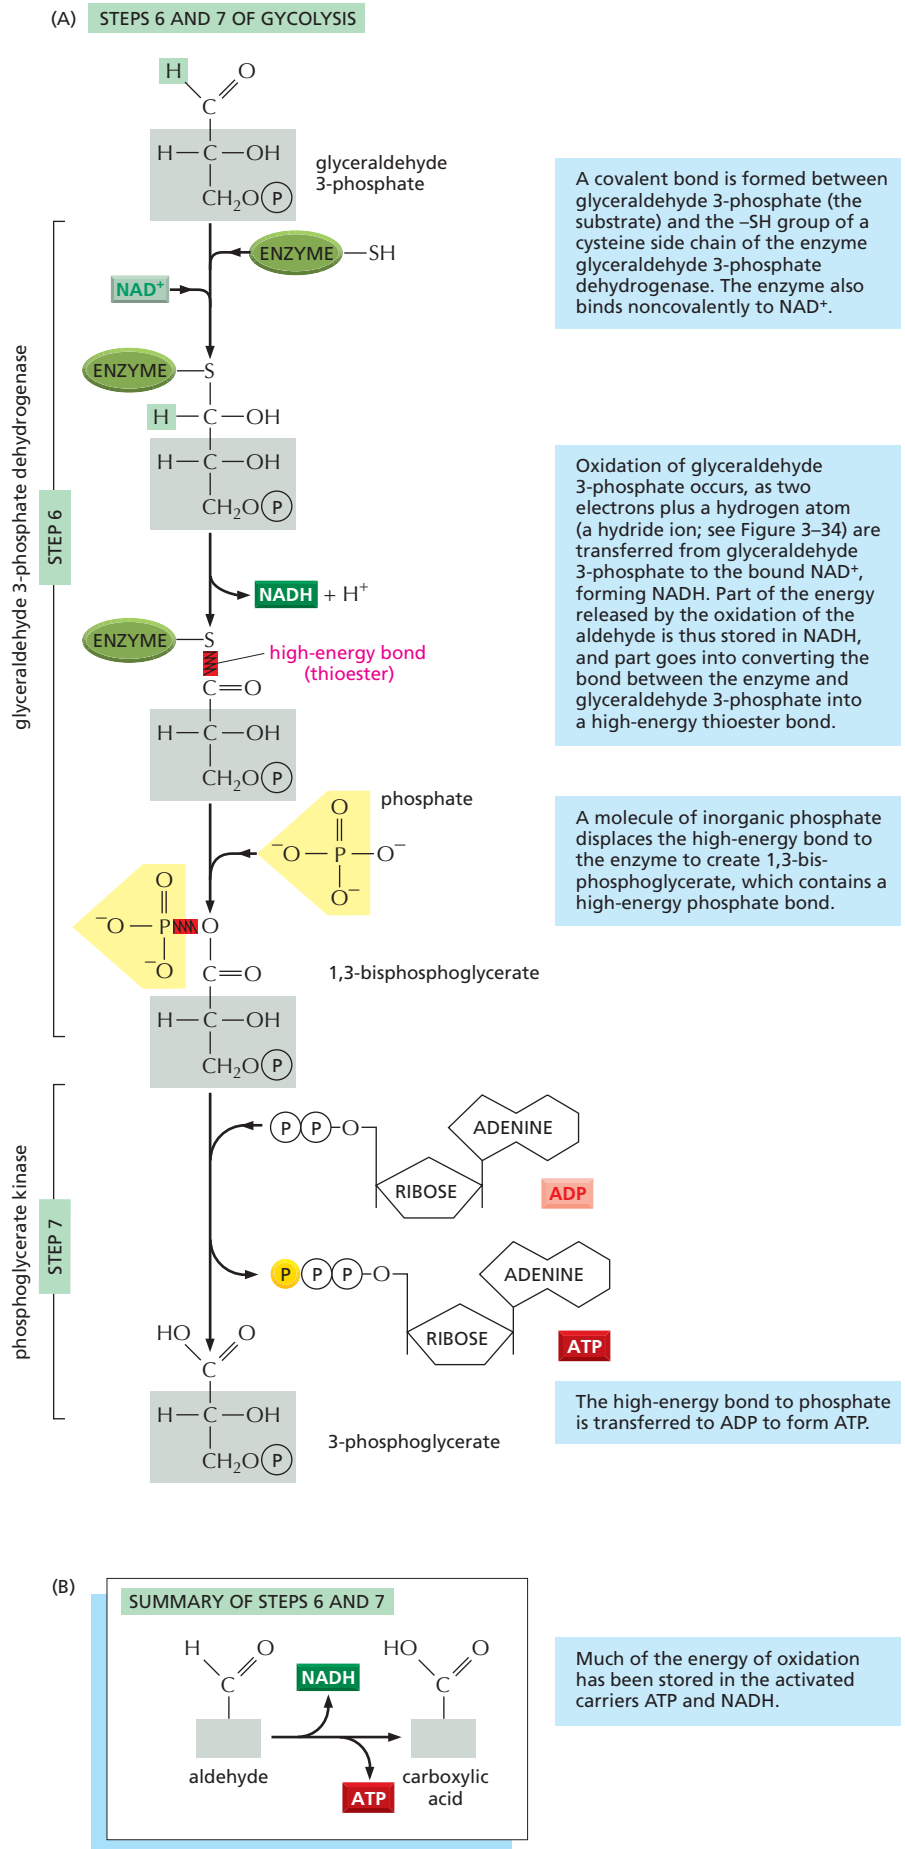 (A) STEPS 6 AND 7 OF GYCOLYSIS
H O
C
H—C—OH
CH₂O P
glyceraldehyde
3-phosphate
A covalent bond is formed between
glyceraldehyde 3-phosphate (the
substrate) and the –SH group of a
cysteine side chain of the enzyme
glyceraldehyde 3-phosphate
dehydrogenase. The enzyme also
binds noncovalently to NAD⁺.
glyceraldehyde 3-phosphate dehydrogenase
STEP 6
ENZYME—SH
NAD⁺
ENZYME—S
H—C—OH
H—C—OH
CH₂O P
Oxidation of glyceraldehyde
3-phosphate occurs, as two
electrons plus a hydrogen atom
(a hydride ion; see Figure 3–34) are
transferred from glyceraldehyde
3-phosphate to the bound NAD⁺,
forming NADH. Part of the energy
released by the oxidation of the
aldehyde is thus stored in NADH,
and part goes into converting the
bond between the enzyme and
glyceraldehyde 3-phosphate into
a high-energy thioester bond.
NADH + H⁺
ENZYME—S
high-energy bond
(thioester)
C=O
H—C—OH
CH₂O P
phosphate
O
⁻O—P—O⁻
O⁻
A molecule of inorganic phosphate
displaces the high-energy bond to
the enzyme to create 1,3-bis-
phosphoglycerate, which contains a
high-energy phosphate bond.
O
⁻O—P O
⁻O C=O
1,3-bisphosphoglycerate
H—C—OH
CH₂O P
phosphoglycerate kinase
STEP 7
P P—O
ADENINE
RIBOSE
ADP
P P P—O
ADENINE
RIBOSE
ATP
HO O
C
H—C—OH
CH₂O P
3-phosphoglycerate
The high-energy bond to phosphate
is transferred to ADP to form ATP.
(B)
SUMMARY OF STEPS 6 AND 7
H O
C
aldehyde
NADH
ATP
HO O
C
carboxylic
acid
Much of the energy of oxidation
has been stored in the activated
carriers ATP and NADH.